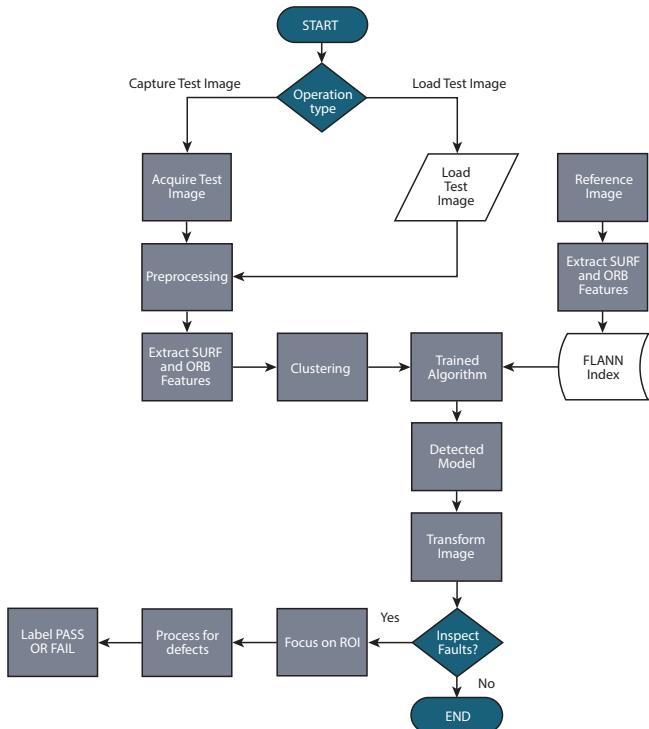 START
Capture Test Image
Operation
type
Load Test Image
Acquire Test
Image
Load
Test
Image
Reference
Image
Preprocessing
Extract SURF
and ORB
Features
Extract SURF
and ORB
Features
Clustering
Trained
Algorithm
FLANN
Index
Detected
Model
Transform
Image
Label PASS
OR FAIL
Process for
defects
Focus on ROI
Yes
Inspect
Faults?
No
END